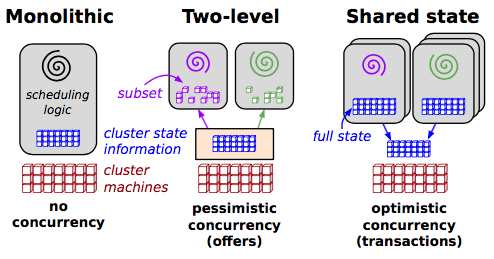 Monolithic
Two-level
Shared state
scheduling
logic
subset
cluster state
information
full state
cluster
machines
no
concurrency
pessimistic
concurrency
(offers)
optimistic
concurrency
(transactions)